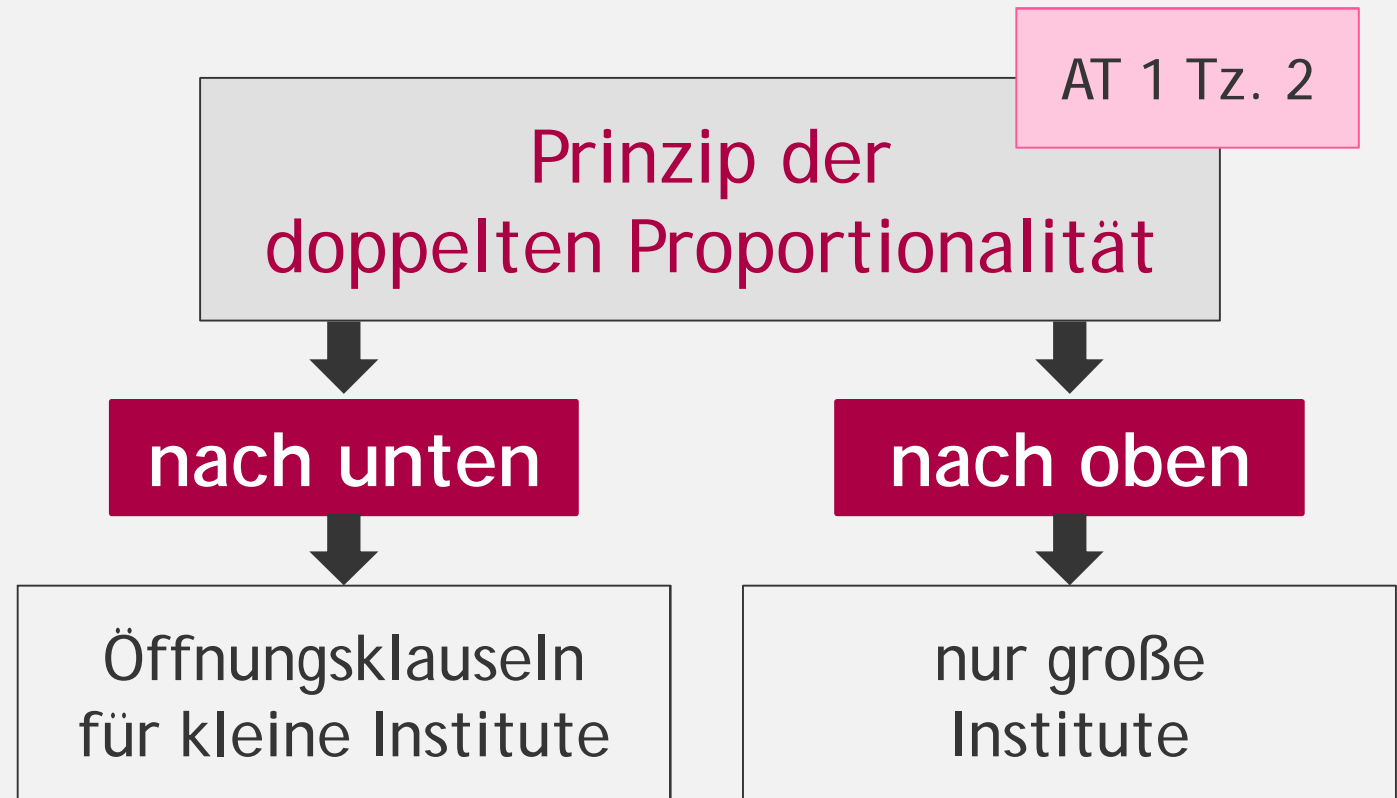 AT 1 Tz. 2
Prinzip der
doppelten Proportionalität
nach unten
nach oben
Öffnungsklauseln
für kleine Institute
nur große
Institute